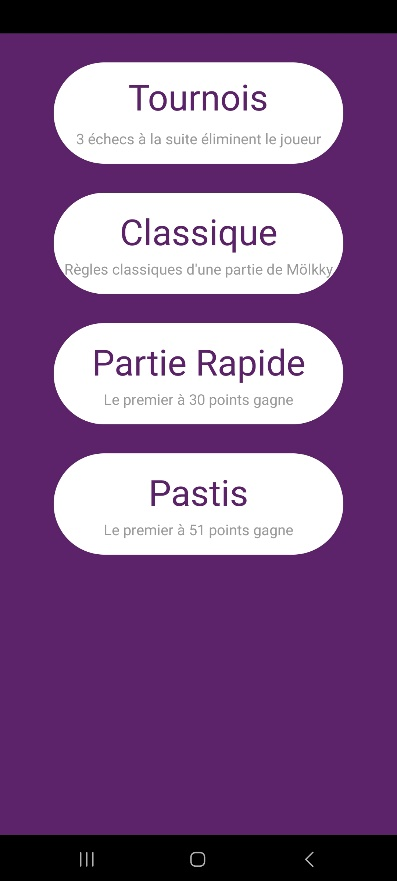 Tournois
3 échecs à la suite éliminent le joueur
Classique
Règles classiques d'une partie de Mölkky
Partie Rapide
Le premier à 30 points gagne
Pastis
Le premier à 51 points gagne